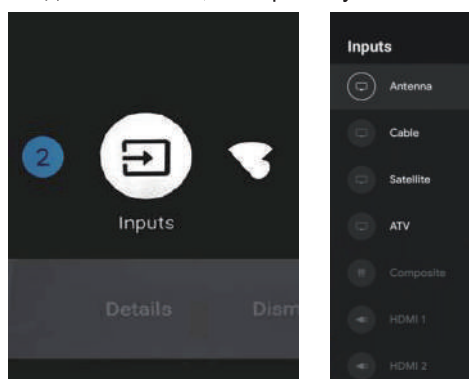 2
Inputs
Details
Inputs
Antenna
Cable
Satellite
ATV
Composite
HDMI 1
HDMI 2